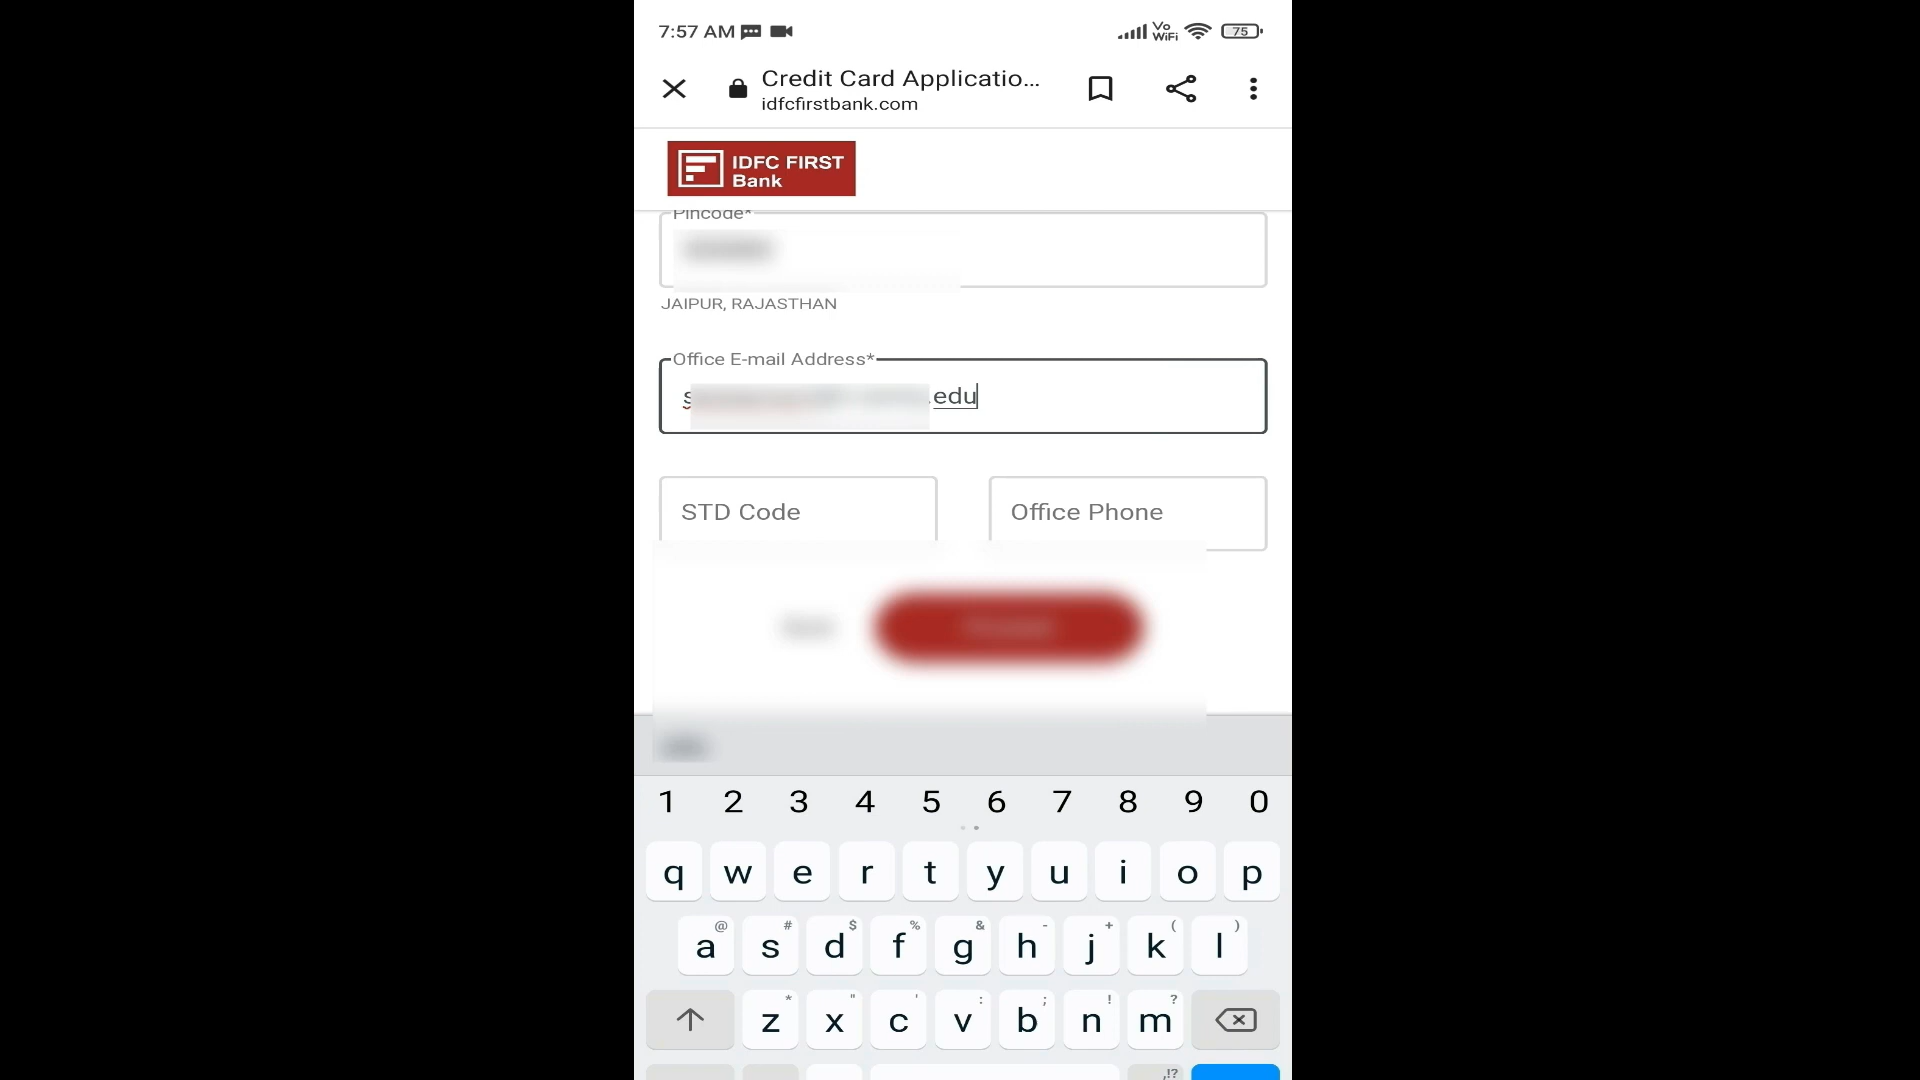 7:57 AM
Vo
WiFi
75
Credit Card Applicatio...
idfcfirstbank.com
IDFC FIRST
Bank
Pincode*
JAIPUR, RAJASTHAN
Office E-mail Address*
.edu
STD Code
Office Phone
1 2 3 4 5 6 7 8 9 0
q w e r t y u i o p
@ # $ % & - + ( )
a s d f g h j k l
* " ' : ; ! ?
z x c v b n m
,!?